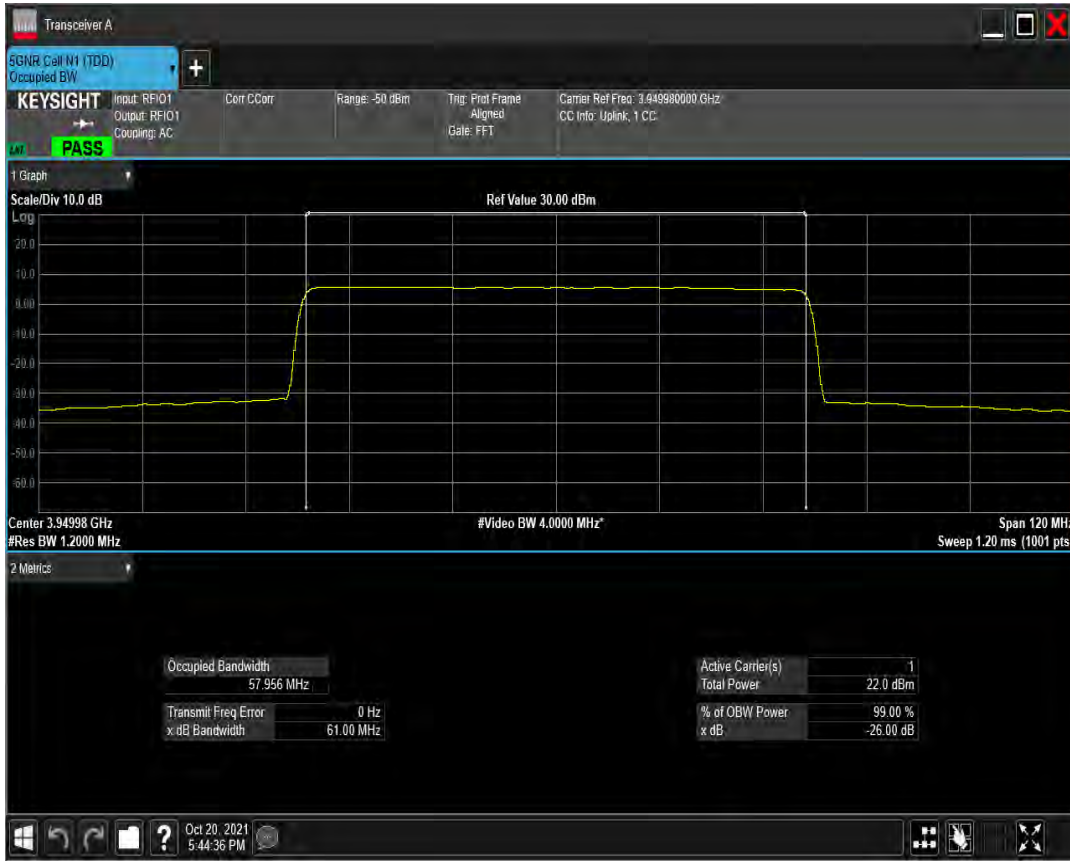 Transceiver A
5GNR Cell N1 (TDD)
Occupied BW
+
KEYSIGHT
Input: RFIO1
Output: RFIO1
Coupling: AC
Corr CCorr
Range: -50 dBm
Trig: Prot Frame
Aligned
Gate: FFT
Carrier Ref Freq: 3.949980000 GHz
CC Info: Uplink, 1 CC
PASS
1 Graph
Scale/Div 10.0 dB
Ref Value 30.00 dBm
Log
20.0
10.0
0.00
-10.0
-20.0
-30.0
-40.0
-50.0
-60.0
Center 3.94998 GHz
#Video BW 4.0000 MHz*
Span 120 MHz
#Res BW 1.2000 MHz
Sweep 1.20 ms (1001 pts
2 Metrics
Occupied Bandwidth
57.956 MHz
Transmit Freq Error 0 Hz
x dB Bandwidth 61.00 MHz
Active Carrier(s) 1
Total Power 22.0 dBm
% of OBW Power 99.00 %
x dB -26.00 dB
?
Oct 20, 2021
5:44:36 PM